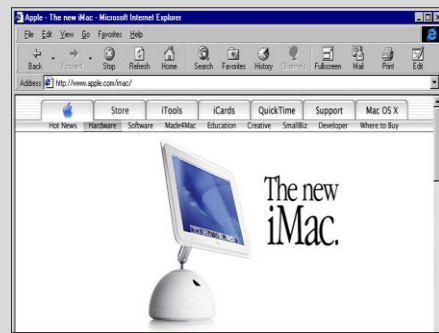 Apple - The new iMac - Microsoft Internet Explorer
File Edit View Go Favorites Help
Back Forward Stop Refresh Home Search Favorites History Channels Fullscreen Mail Print Edit
Address http://www.apple.com/imac/
Store iTools iCards QuickTime Support Mac OS X
Hot News Hardware Software Made4Mac Education Creative SmallBiz Developer Where to Buy
The new
iMac.